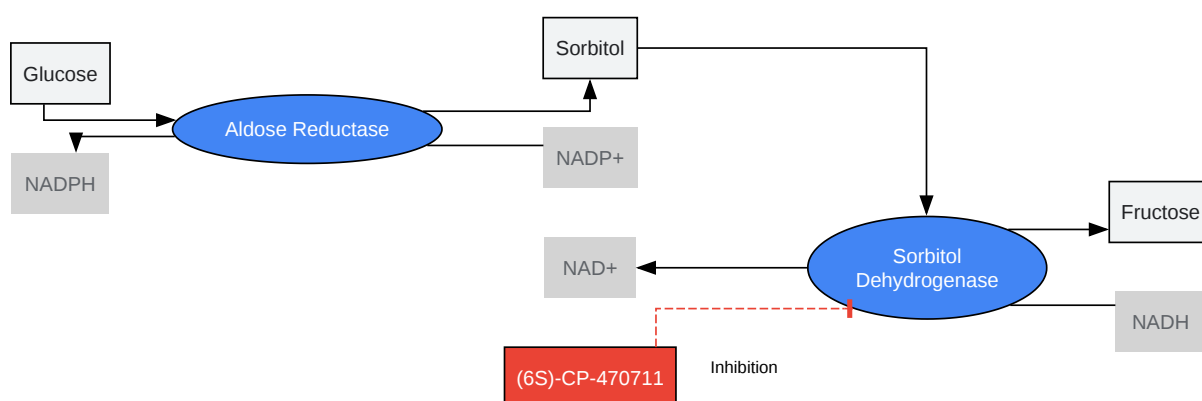 Sorbitol
Glucose
Aldose Reductase
NADP+
NADPH
Fructose
Sorbitol
Dehydrogenase
NAD+
NADH
Inhibition
(6S)-CP-470711